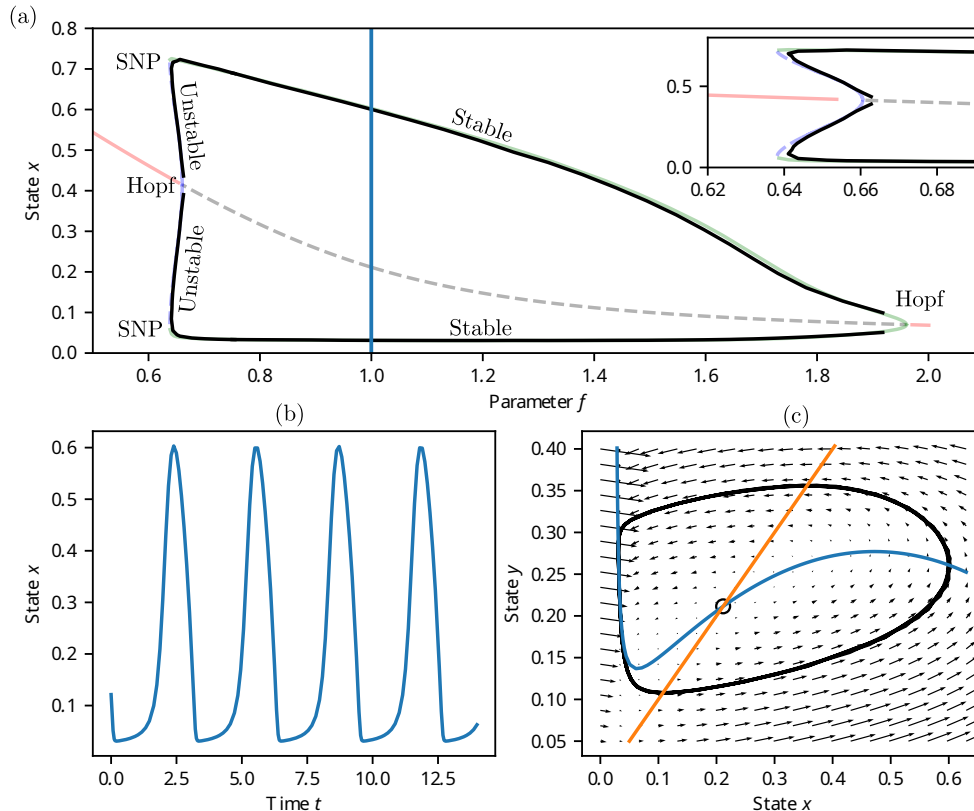 (a)
0.8
0.7
0.6
0.5
0.4
0.3
0.2
0.1
0.0
State x
SNP
Unstable
Hopf
Unstable
SNP
Stable
Stable
Hopf
0.5
0.0
0.62 0.64 0.66 0.68
0.6 0.8 1.0 1.2 1.4 1.6 1.8 2.0
Parameter f
(b)
0.6
0.5
0.4
0.3
0.2
0.1
State x
0.0 2.5 5.0 7.5 10.0 12.5
Time t
(c)
0.40
0.35
0.30
0.25
0.20
0.15
0.10
0.05
State y
0.0 0.1 0.2 0.3 0.4 0.5 0.6
State x